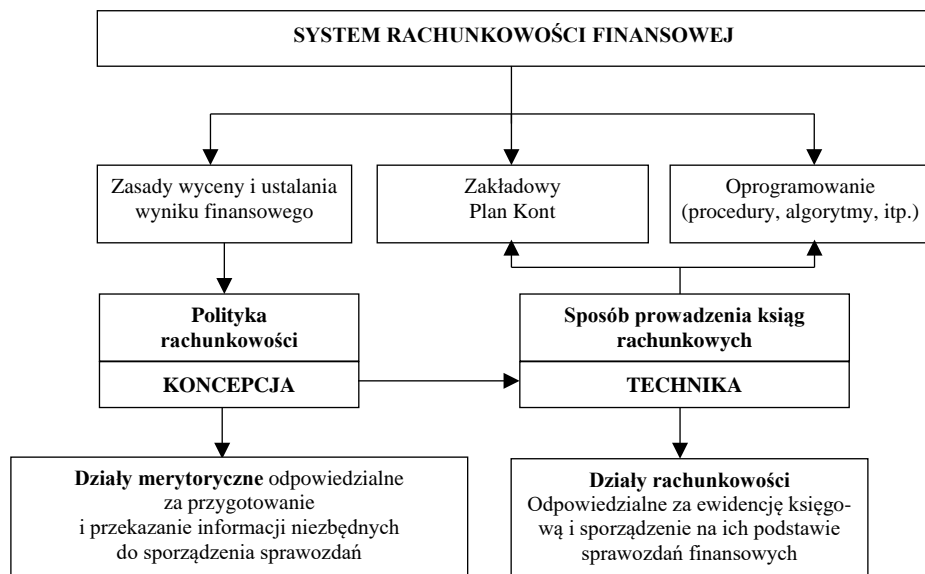 SYSTEM RACHUNKOWOŚCI FINANSOWEJ
Zasady wyceny i ustalania
wyniku finansowego
Zakładowy
Plan Kont
Oprogramowanie
(procedury, algorytmy, itp.)
Polityka
rachunkowości
KONCEPCJA
Sposób prowadzenia ksiąg
rachunkowych
TECHNIKA
Działy merytoryczne odpowiedzialne
za przygotowanie
i przekazanie informacji niezbędnych
do sporządzenia sprawozdań
Działy rachunkowości
Odpowiedzialne za ewidencję księgo-
wą i sporządzenie na ich podstawie
sprawozdań finansowych